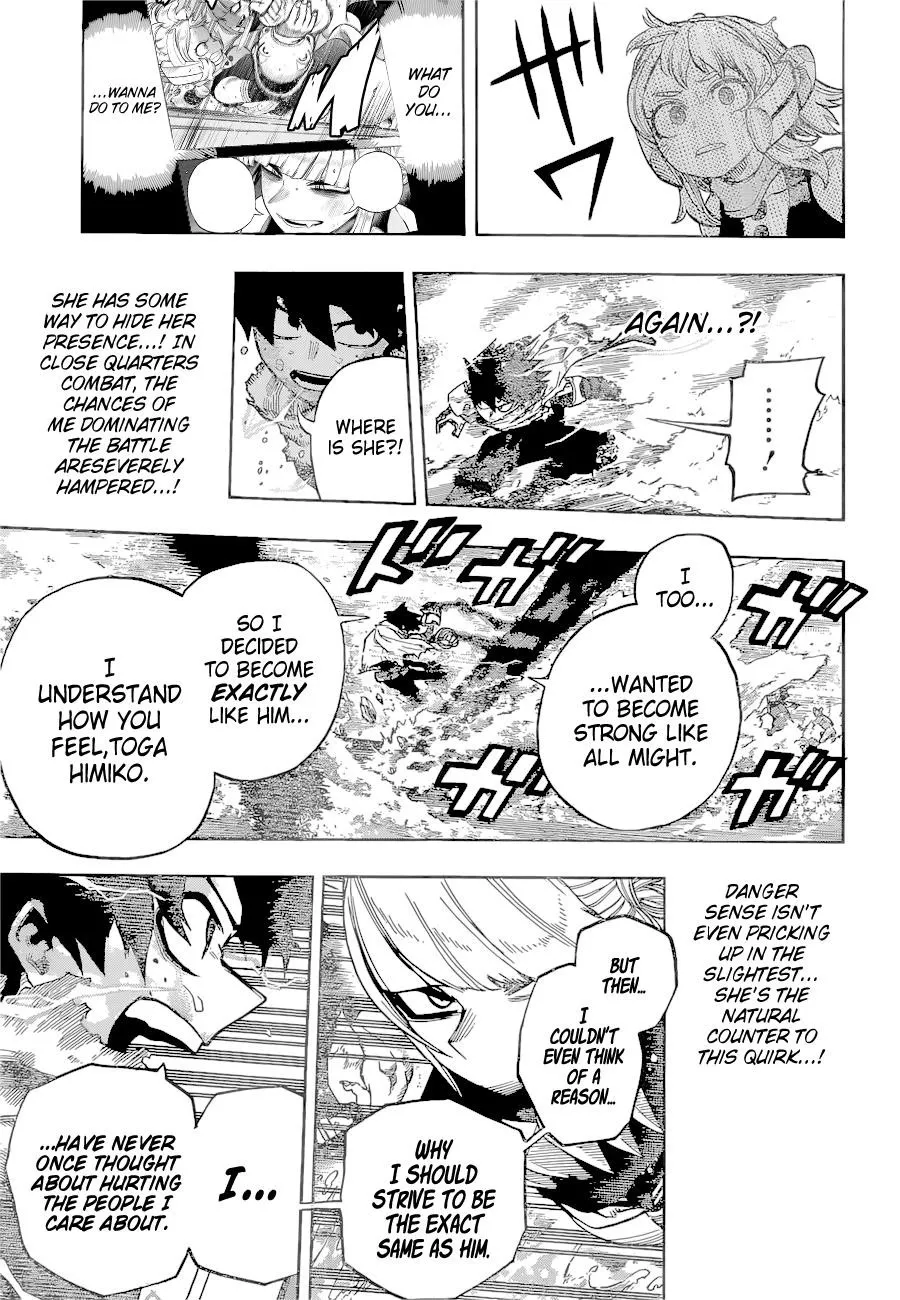 WHAT
DO
YOU...
...WANNA
DO TO ME?
AGAIN...?!
......!
WHERE
IS SHE?!
SHE HAS SOME
WAY TO HIDE HER
PRESENCE...! IN
CLOSE QUARTERS
COMBAT, THE
CHANCES OF
ME DOMINATING
THE BATTLE
ARESEVERELY
HAMPERED...!
I
TOO...
...WANTED
TO BECOME
STRONG LIKE
ALL MIGHT.
ド
ガ
ガ
ガ
ガ
SO I
DECIDED
TO BECOME
EXACTLY
LIKE HIM...
I
UNDERSTAND
HOW YOU
FEEL,TOGA
HIMIKO.
DANGER
SENSE ISN'T
EVEN PRICKING
UP IN THE
SLIGHTEST...
SHE'S THE
NATURAL
COUNTER TO
THIS QUIRK...!
BUT
THEN...
I
COULDN'T
EVEN THINK
OF A
REASON...
WHY
I SHOULD
STRIVE TO BE
THE EXACT
SAME AS HIM.
I...
...HAVE NEVER
ONCE THOUGHT
ABOUT HURTING
THE PEOPLE I
CARE ABOUT.